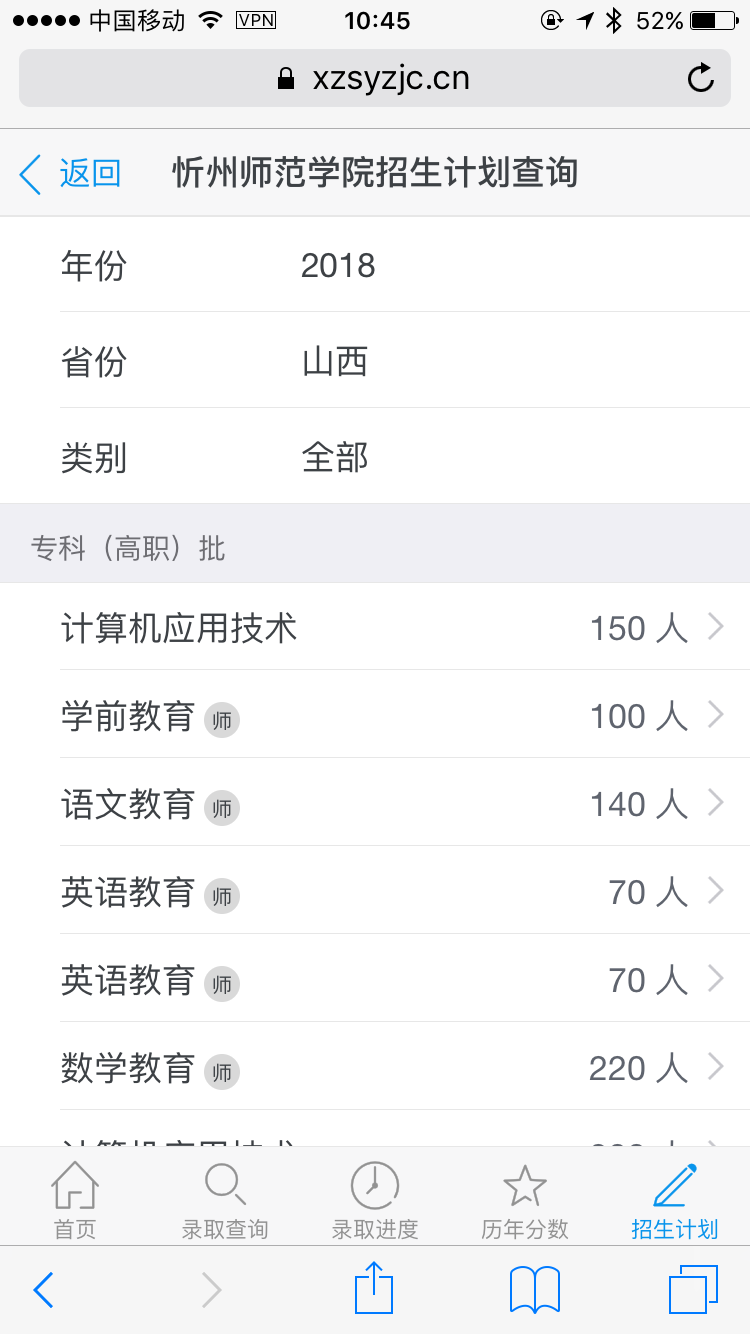 中国移动 VPN 10:45 52%
xzsyzjc.cn
返回 忻州师范学院招生计划查询
年份 2018
省份 山西
类别 全部
专科（高职）批
计算机应用技术 150 人
学前教育 师 100 人
语文教育 师 140 人
英语教育 师 70 人
英语教育 师 70 人
数学教育 师 220 人
首页 录取查询 录取进度 历年分数 招生计划